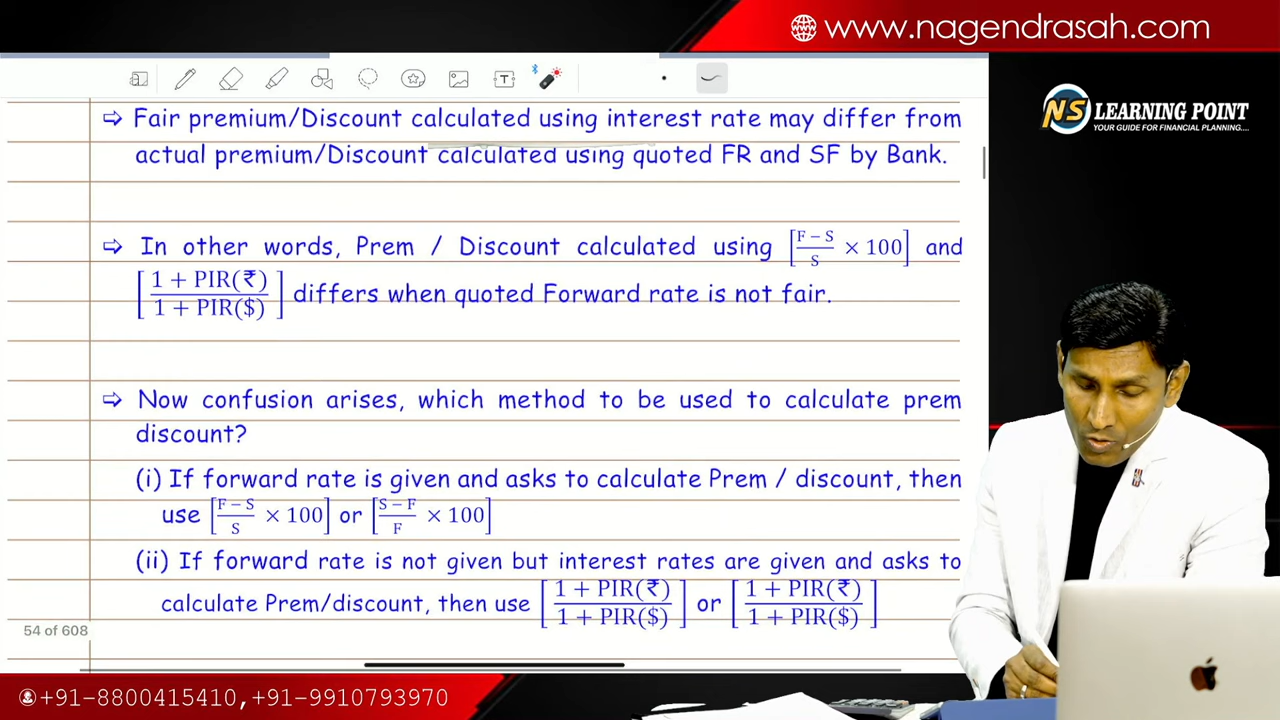 www.nagendrasah.com
NS LEARNING POINT
YOUR GUIDE FOR FINANCIAL PLANNING....
⇨ Fair premium/Discount calculated using interest rate may differ from
actual premium/Discount calculated using quoted FR and SF by Bank.
⇨ In other words, Prem / Discount calculated using [F – S / S × 100] and
[1 + PIR(₹) / 1 + PIR($)] differs when quoted Forward rate is not fair.
⇨ Now confusion arises, which method to be used to calculate prem
discount?
(i) If forward rate is given and asks to calculate Prem / discount, then
use [F – S / S × 100] or [S – F / F × 100]
(ii) If forward rate is not given but interest rates are given and asks to
calculate Prem/discount, then use [1 + PIR(₹) / 1 + PIR($)] or [1 + PIR(₹) / 1 + PIR($)]
54 of 608
+91-8800415410,+91-9910793970